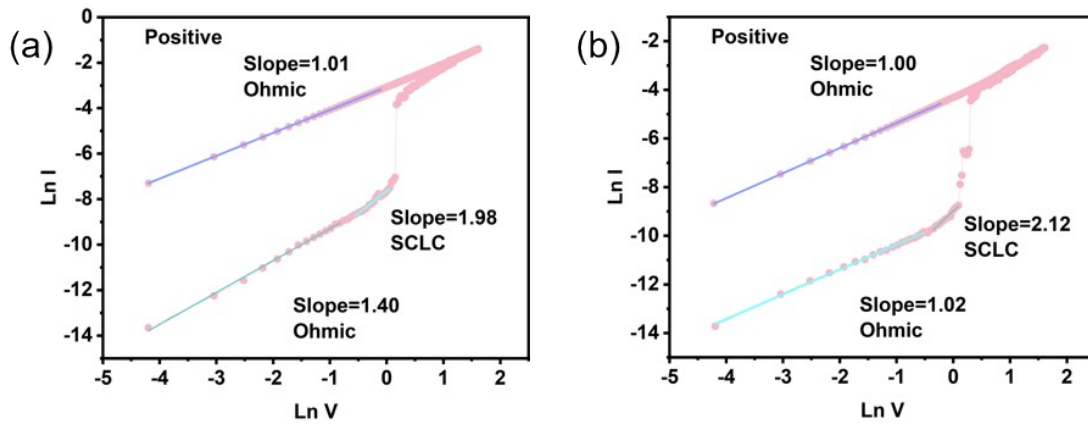 (a)
Positive
Slope=1.01
Ohmic
Slope=1.98
SCLC
Slope=1.40
Ohmic
Ln I
0
-2
-4
-6
-8
-10
-12
-14
-5 -4 -3 -2 -1 0 1 2
Ln V
(b)
Positive
Slope=1.00
Ohmic
Slope=2.12
SCLC
Slope=1.02
Ohmic
Ln I
-2
-4
-6
-8
-10
-12
-14
-5 -4 -3 -2 -1 0 1 2
Ln V